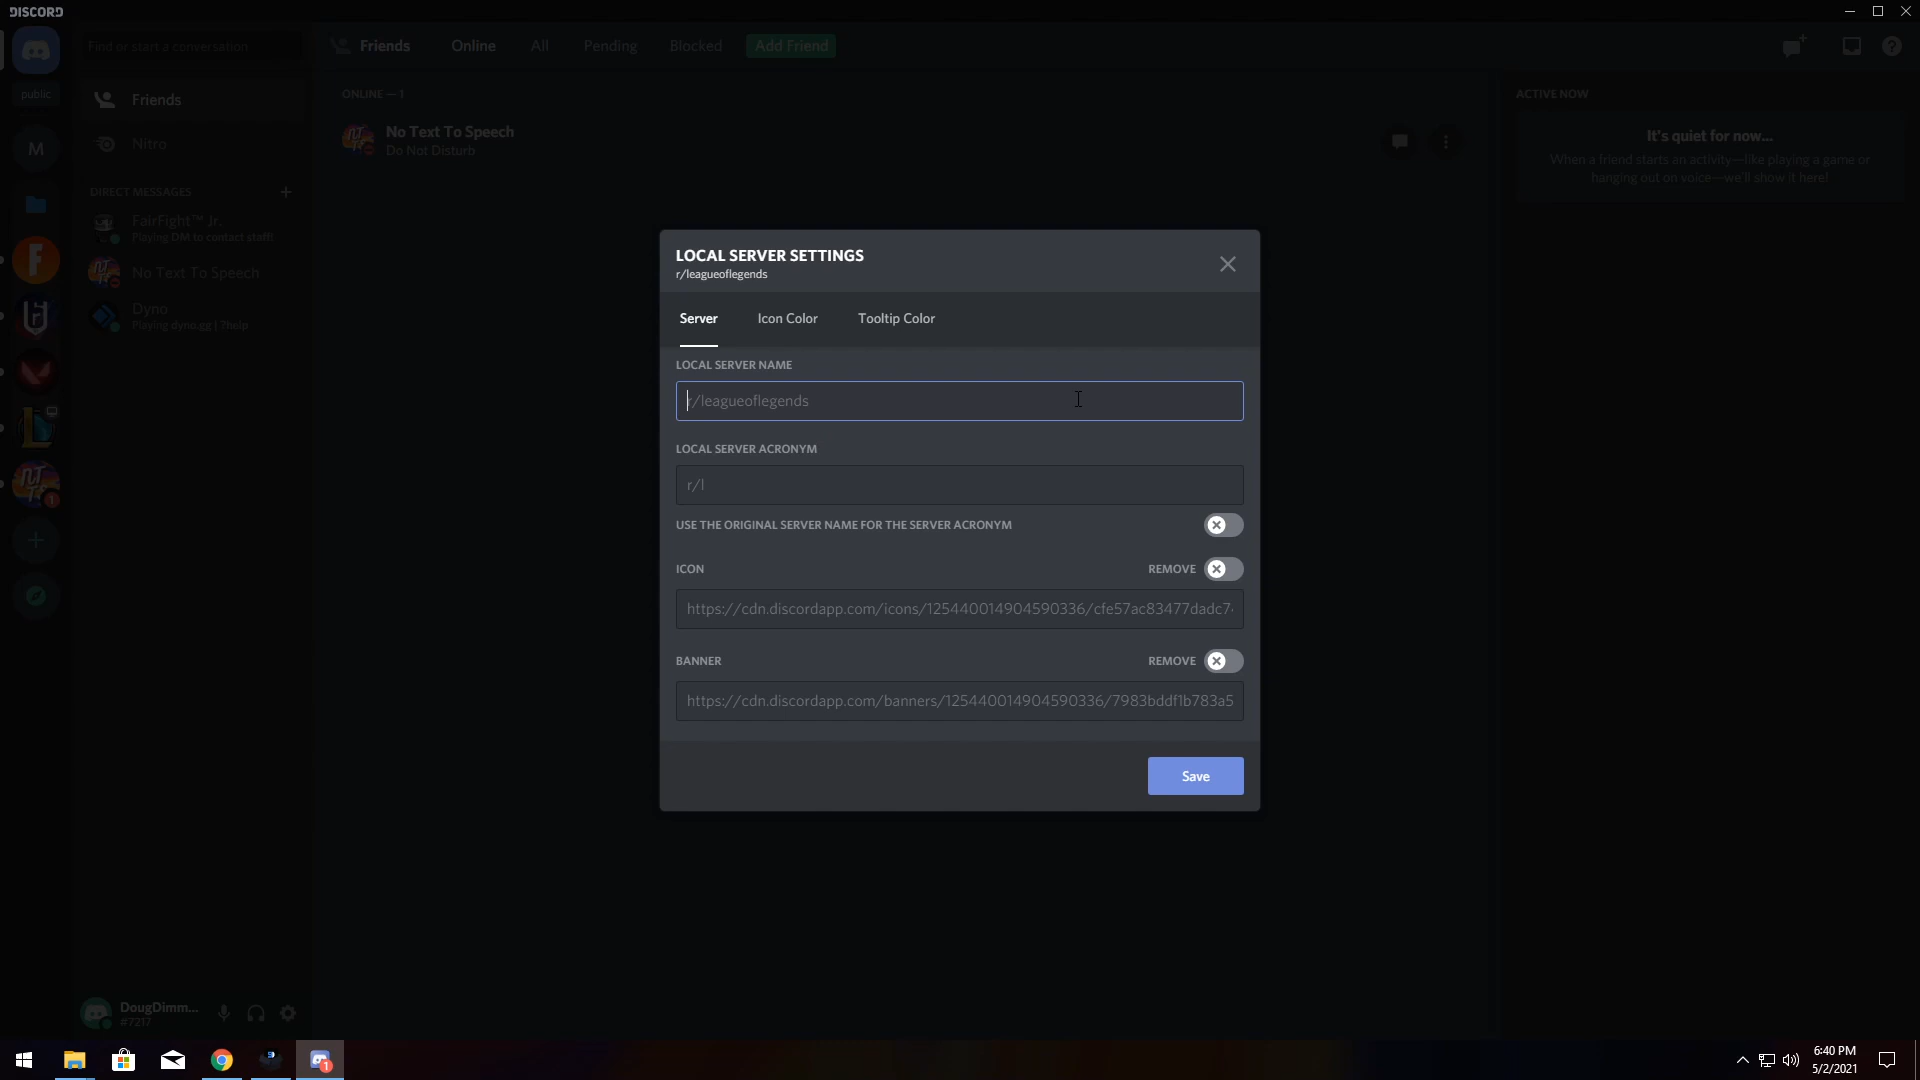 DISCORD
Find or start a conversation
Friends
Online
All
Pending
Blocked
Add Friend
public
Friends
M
Nitro
DIRECT MESSAGES
FairFight™ Jr.
Playing DM to contact staff!
No Text To Speech
Dyno
Playing dyno.gg | ?help
ONLINE — 1
No Text To Speech
Do Not Disturb
ACTIVE NOW
It's quiet for now...
When a friend starts an activity—like playing a game or
hanging out on voice—we'll show it here!
LOCAL SERVER SETTINGS
r/leagueoflegends
Server
Icon Color
Tooltip Color
LOCAL SERVER NAME
r/leagueoflegends
LOCAL SERVER ACRONYM
r/l
USE THE ORIGINAL SERVER NAME FOR THE SERVER ACRONYM
ICON
REMOVE
https://cdn.discordapp.com/icons/125440014904590336/cfe57ac83477dadc7
BANNER
REMOVE
https://cdn.discordapp.com/banners/125440014904590336/7983bddf1b783a5
Save
NT
TS
1
DougDimm...
#7217
1
6:40 PM
5/2/2021